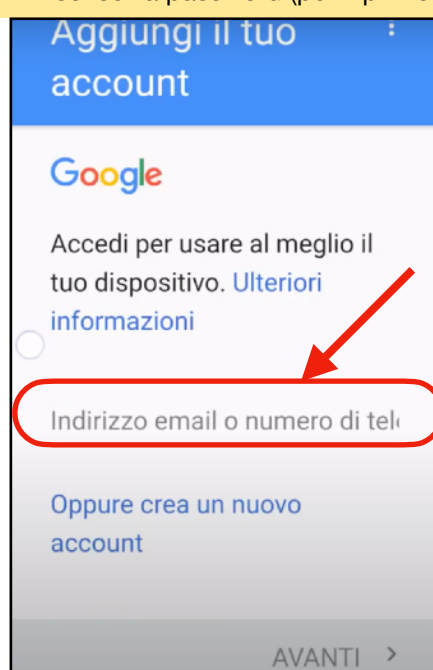 Aggiungi il tuo
account
Google
Accedi per usare al meglio il
tuo dispositivo. Ulteriori
informazioni
Indirizzo email o numero di tel
Oppure crea un nuovo
account
AVANTI >